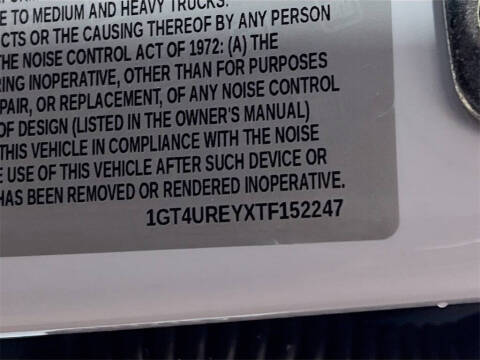 E TO MEDIUM AND HEAVY TRUCKS.
CTS OR THE CAUSING THEREOF BY ANY PERSON
THE NOISE CONTROL ACT OF 1972: (A) THE
RING INOPERATIVE, OTHER THAN FOR PURPOSES
PAIR, OR REPLACEMENT, OF ANY NOISE CONTROL
OF DESIGN (LISTED IN THE OWNER'S MANUAL)
THIS VEHICLE IN COMPLIANCE WITH THE NOISE
E USE OF THIS VEHICLE AFTER SUCH DEVICE OR
HAS BEEN REMOVED OR RENDERED INOPERATIVE.
1GT4UREYXTF152247